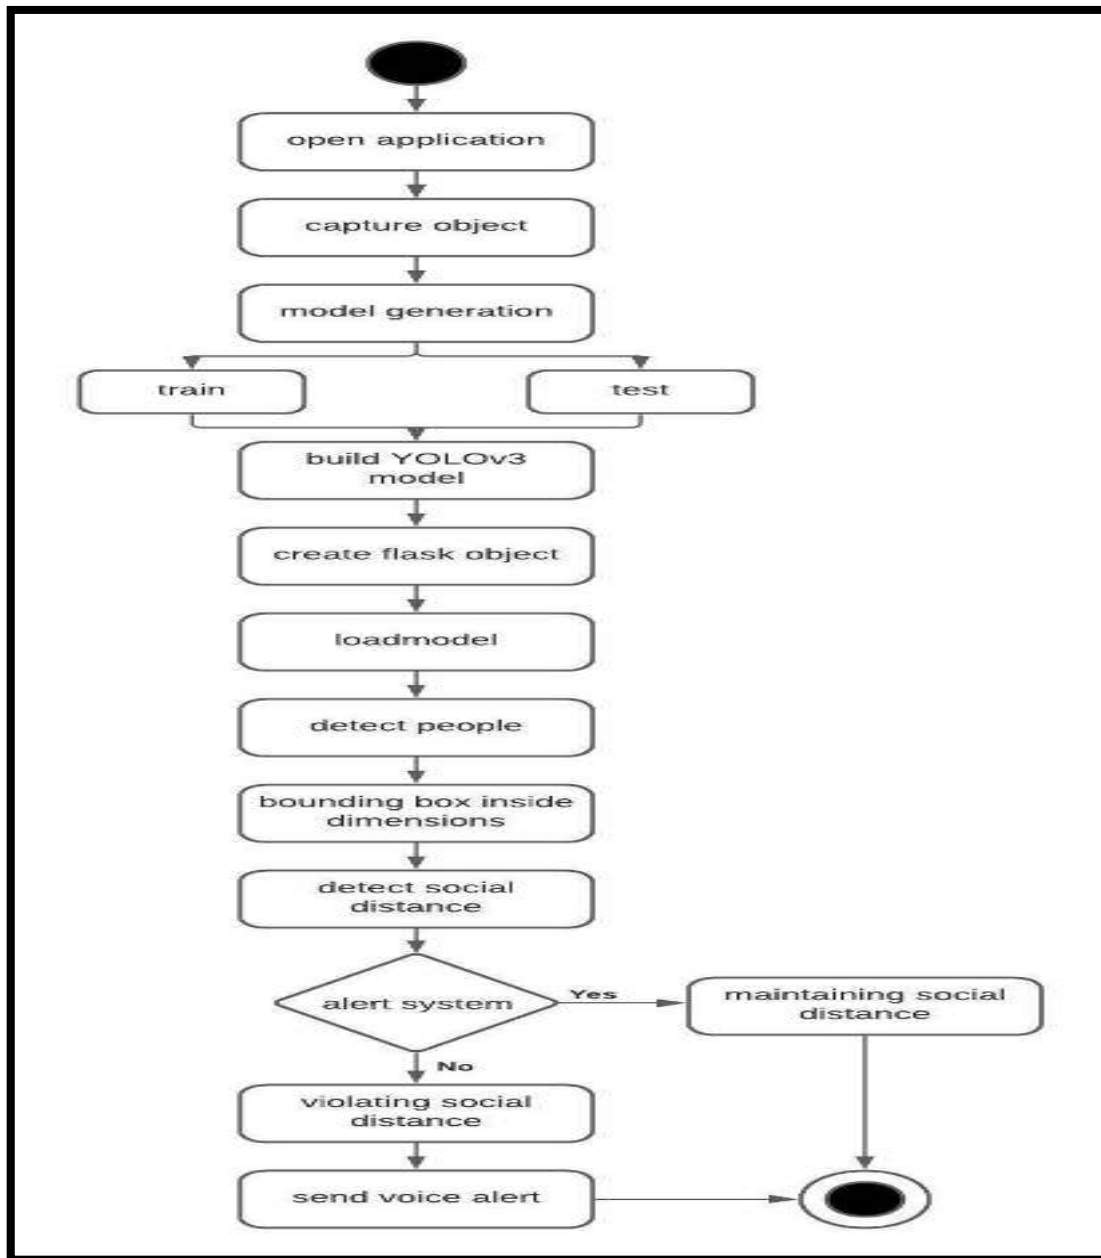 open application
capture object
model generation
train
test
build YOLOv3
model
create flask object
loadmodel
detect people
bounding box inside
dimensions
detect social
distance
alert system
Yes
maintaining social
distance
No
violating social
distance
send voice alert